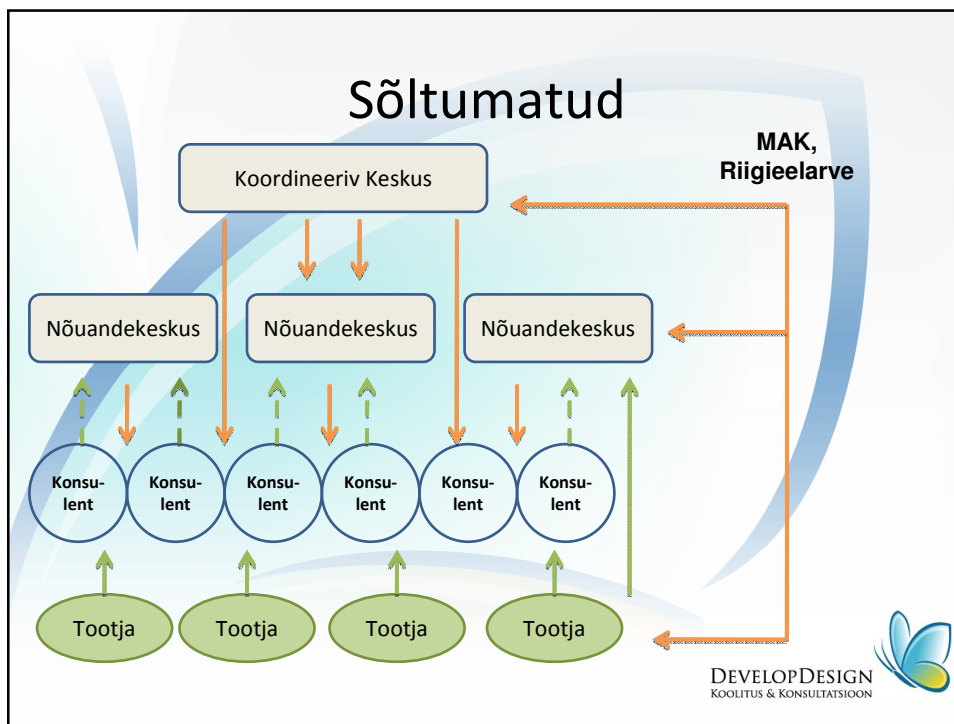 Sõltumatud
MAK,
Riigieelarve
Koordineeriv Keskus
Nõuandekeskus
Nõuandekeskus
Nõuandekeskus
Konsu-
lent
Konsu-
lent
Konsu-
lent
Konsu-
lent
Konsu-
lent
Konsu-
lent
Tootja
Tootja
Tootja
Tootja
DEVELOPDESIGN
KOOLITUS & KONSULTATSIOON